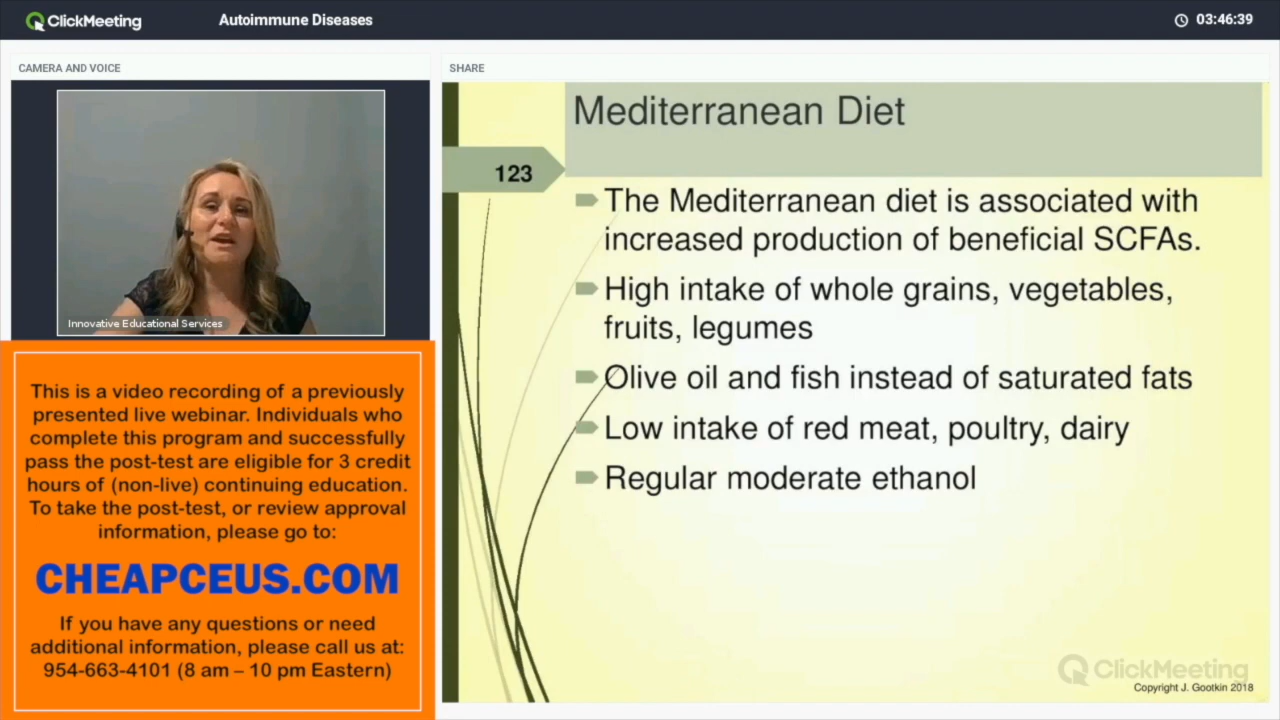 ClickMeeting
Autoimmune Diseases
03:46:39
CAMERA AND VOICE
Innovative Educational Services
This is a video recording of a previously
presented live webinar. Individuals who
complete this program and successfully
pass the post-test are eligible for 3 credit
hours of (non-live) continuing education.
To take the post-test, or review approval
information, please go to:
CHEAPCEUS.COM
If you have any questions or need
additional information, please call us at:
954-663-4101 (8 am – 10 pm Eastern)
SHARE
Mediterranean Diet
123
The Mediterranean diet is associated with
increased production of beneficial SCFAs.
High intake of whole grains, vegetables,
fruits, legumes
Olive oil and fish instead of saturated fats
Low intake of red meat, poultry, dairy
Regular moderate ethanol
ClickMeeting
Copyright J. Gootkin 2018